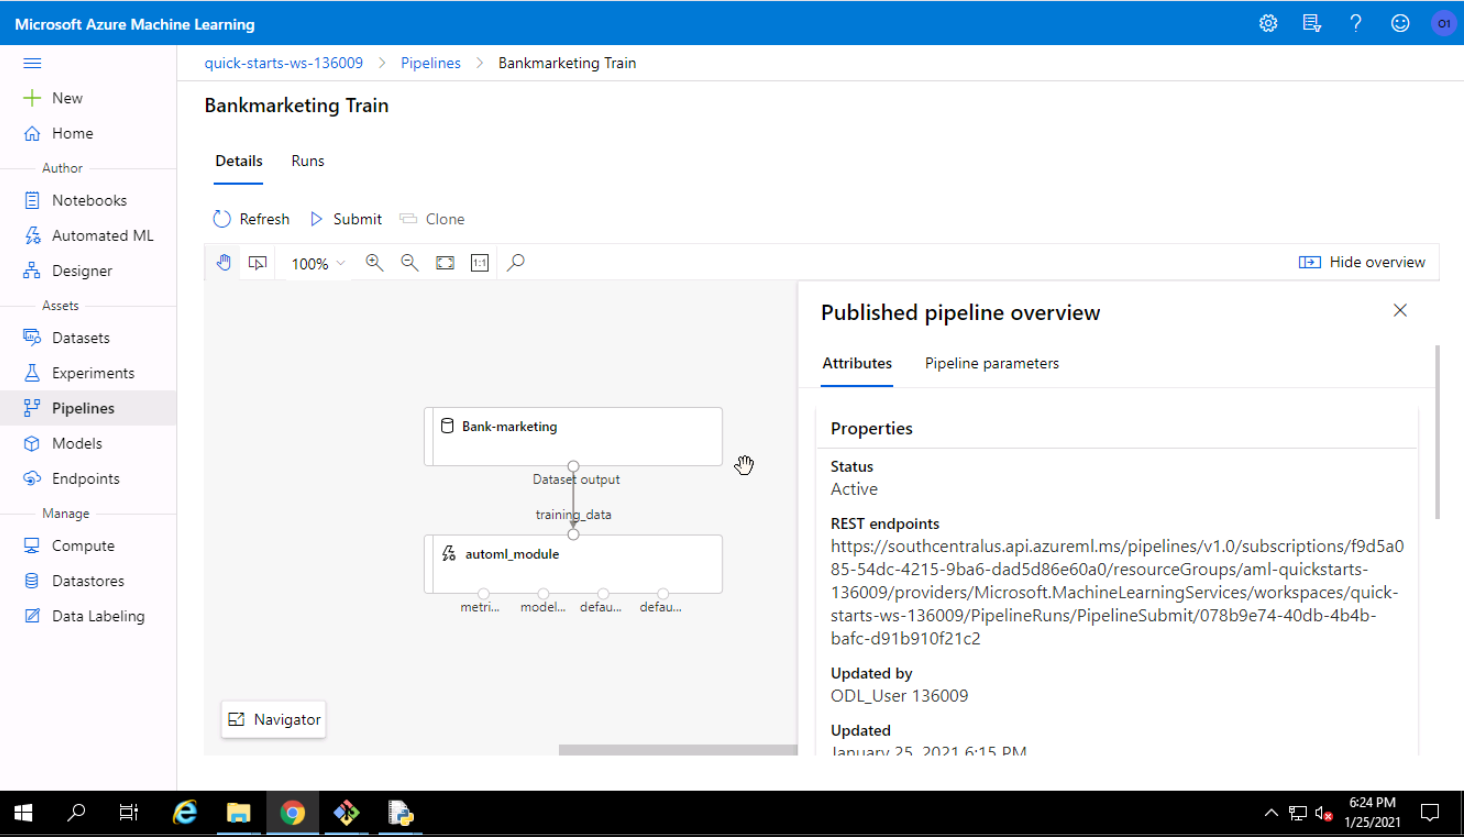 Microsoft Azure Machine Learning
O1
quick-starts-ws-136009 > Pipelines > Bankmarketing Train
New
Home
Author
Notebooks
Automated ML
Designer
Assets
Datasets
Experiments
Pipelines
Models
Endpoints
Manage
Compute
Datastores
Data Labeling
Bankmarketing Train
Details Runs
Refresh Submit Clone
100% 1:1 Hide overview
Bank-marketing
Dataset output
training_data
automl_module
metri... model... defau... defau...
Navigator
Published pipeline overview
Attributes Pipeline parameters
Properties
Status
Active
REST endpoints
https://southcentralus.api.azureml.ms/pipelines/v1.0/subscriptions/f9d5a0
85-54dc-4215-9ba6-dad5d86e60a0/resourceGroups/aml-quickstarts-
136009/providers/Microsoft.MachineLearningServices/workspaces/quick-
starts-ws-136009/PipelineRuns/PipelineSubmit/078b9e74-40db-4b4b-
bafc-d91b910f21c2
Updated by
ODL_User 136009
Updated
January 25, 2021 6:15 PM
6:24 PM
1/25/2021